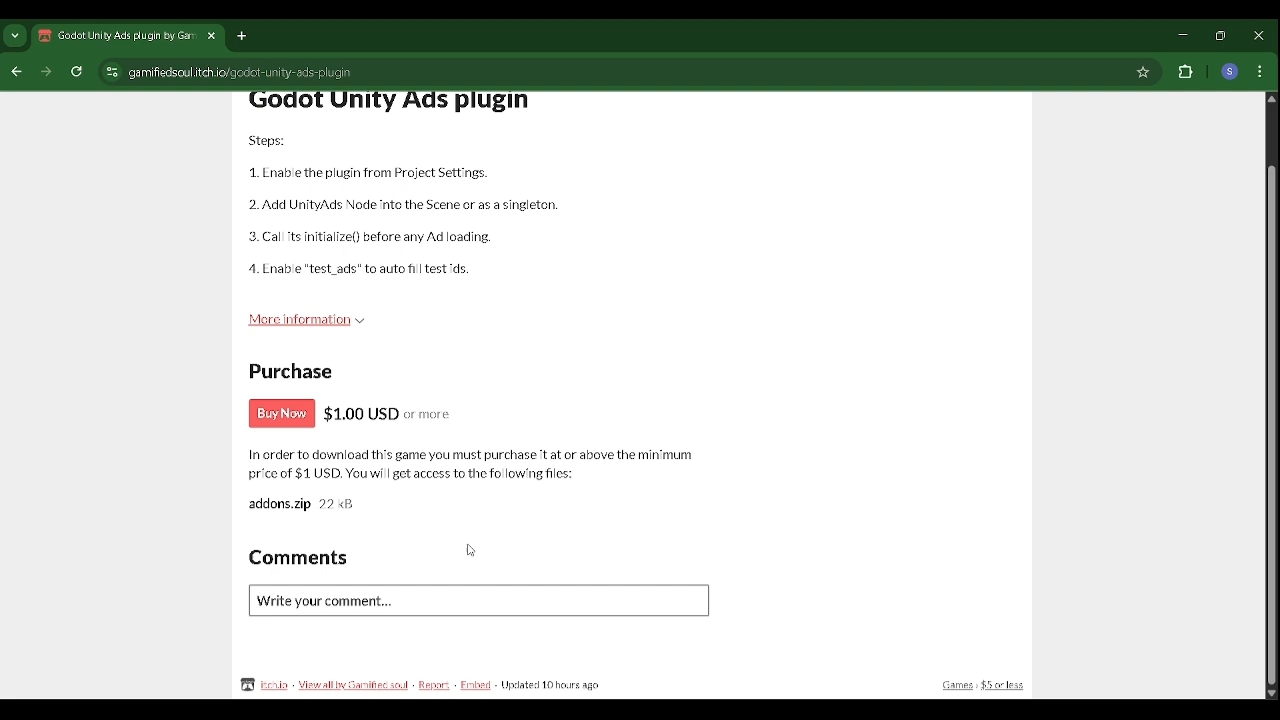 Godot Unity Ads plugin by Gam
gamifiedsoul.itch.io/godot-unity-ads-plugin
S
Godot Unity Ads plugin
Steps:
1. Enable the plugin from Project Settings.
2. Add UnityAds Node into the Scene or as a singleton.
3. Call its initialize() before any Ad loading.
4. Enable "test_ads" to auto fill test ids.
More information
Purchase
Buy Now $1.00 USD or more
In order to download this game you must purchase it at or above the minimum
price of $1 USD. You will get access to the following files:
addons.zip 22 kB
Comments
Write your comment...
itch.io · View all by Gamified soul · Report · Embed · Updated 10 hours ago
Games › $5 or less